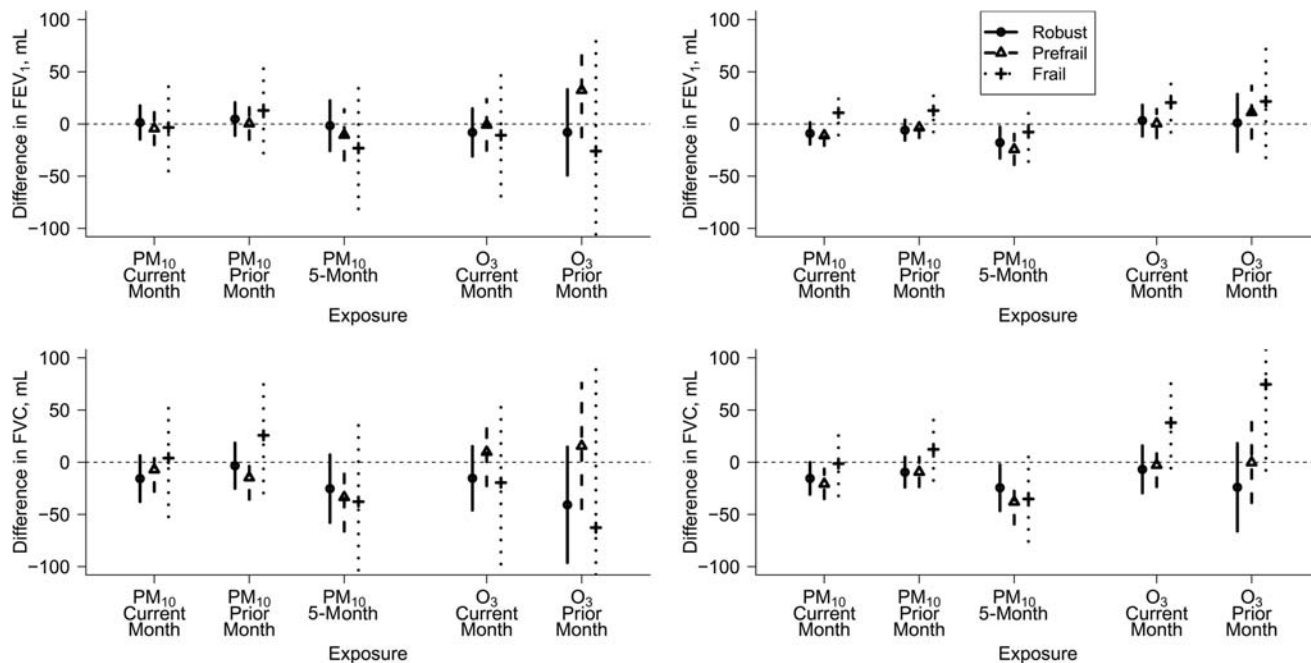 Difference in FEV₁, mL
100
50
0
−50
−100
PM₁₀
Current
Month
PM₁₀
Prior
Month
PM₁₀
5-Month
O₃
Current
Month
O₃
Prior
Month
Exposure
Difference in FEV₁, mL
100
50
0
−50
−100
Robust
Prefrail
Frail
PM₁₀
Current
Month
PM₁₀
Prior
Month
PM₁₀
5-Month
O₃
Current
Month
O₃
Prior
Month
Exposure
Difference in FVC, mL
100
50
0
−50
−100
PM₁₀
Current
Month
PM₁₀
Prior
Month
PM₁₀
5-Month
O₃
Current
Month
O₃
Prior
Month
Exposure
Difference in FVC, mL
100
50
0
−50
−100
PM₁₀
Current
Month
PM₁₀
Prior
Month
PM₁₀
5-Month
O₃
Current
Month
O₃
Prior
Month
Exposure